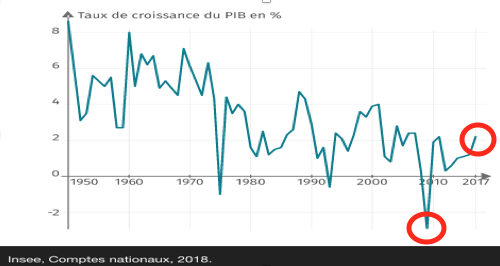 Taux de croissance du PIB en %
8
6
4
2
0
-2
1950 1960 1970 1980 1990 2000 2010 2017
Insee, Comptes nationaux, 2018.